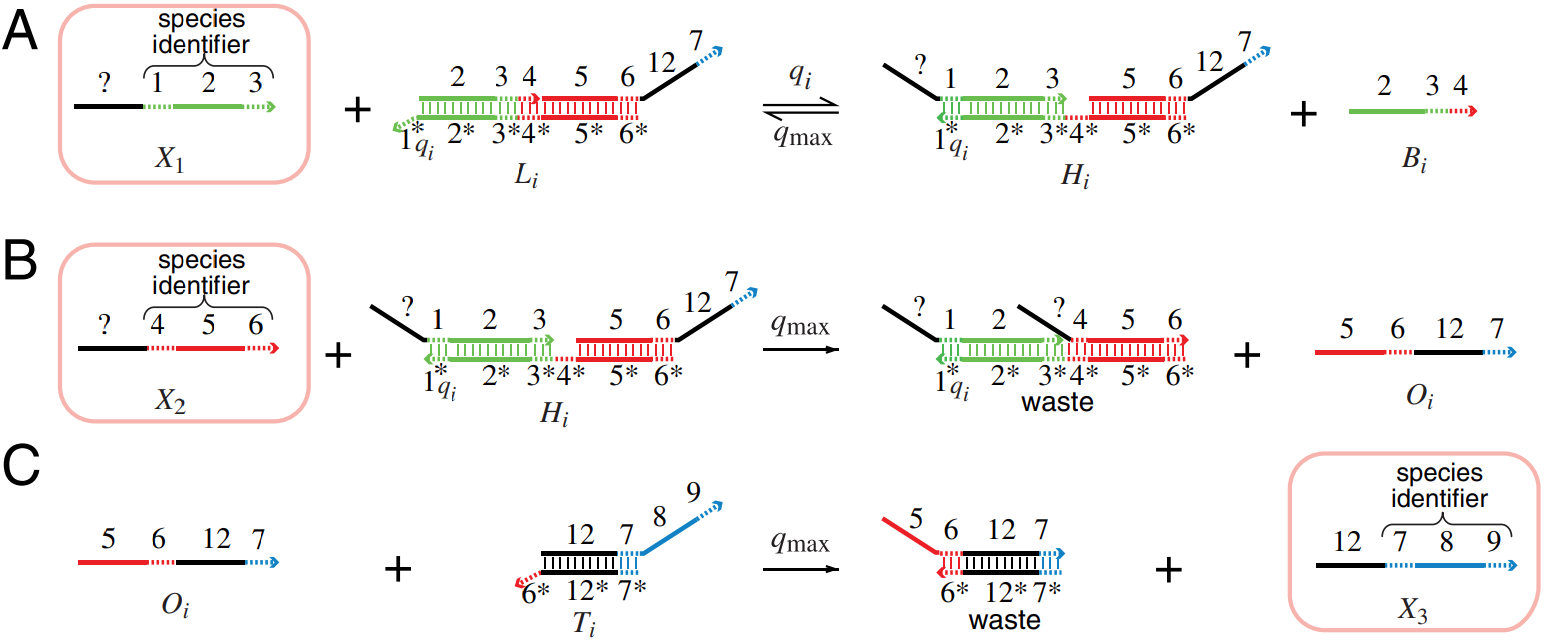 A
species
identifier
? 1 2 3
X1
+
2 3 4 5 6 12 7
1*qi 2* 3*4* 5* 6*
Li
qi
qmax
? 1 2 3 5 6 12 7
1*qi 2* 3*4* 5* 6*
Hi
+
2 3 4
Bi
B
species
identifier
? 4 5 6
X2
+
? 1 2 3 5 6 12 7
1*qi 2* 3*4* 5* 6*
Hi
qmax
? 1 2 ? 4 5 6
1*qi 2* 3*4* 5* 6*
waste
+
5 6 12 7
Oi
C
5 6 12 7
Oi
+
12 7 8 9
6* 12* 7*
Ti
qmax
5 6 12 7
6* 12* 7*
waste
+
species
identifier
12 7 8 9
X3